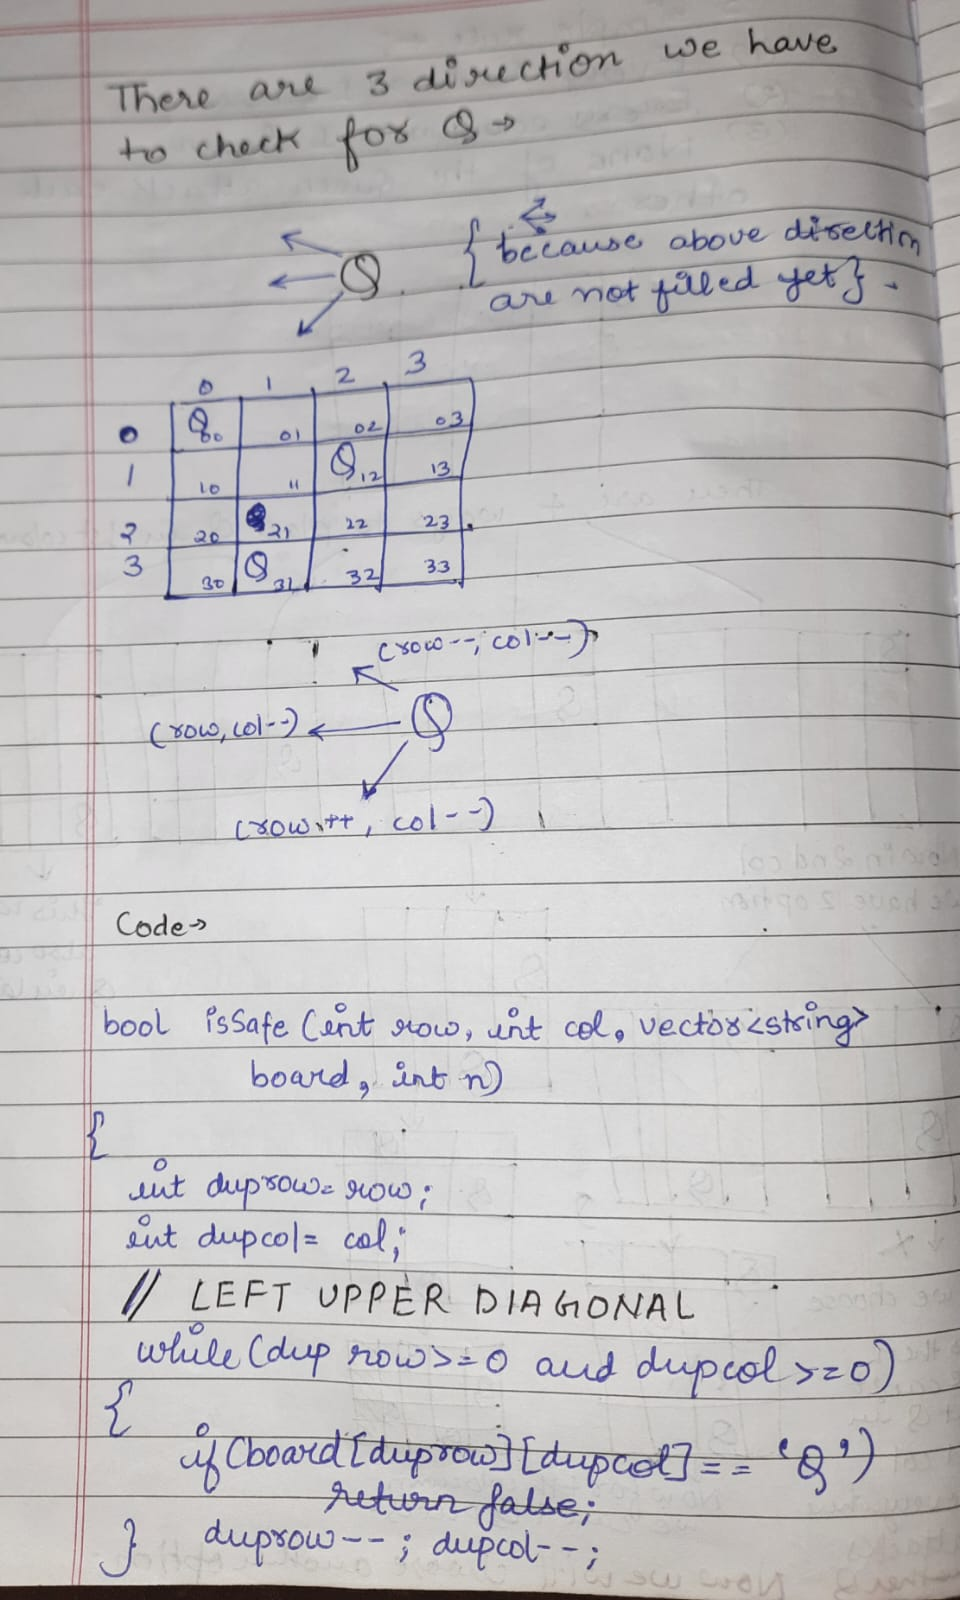 There are 3 direction we have
to check for Q →
Q { because above direction
are not filled yet}.
0 1 2 3
0 Q 00 01 02 03
1 10 11 Q 12 13
2 20 21 22 23
3 30 Q 31 32 33
(row--, col--)
(row, col--) Q
(row++, col--)
Code→
bool isSafe (int row, int col, vector<string>
board, int n)
{
int duprow = row;
int dupcol = col;
// LEFT UPPER DIAGONAL
while (dup row >= 0 and dupcol >= 0)
{
if (board[duprow][dupcol] == 'Q')
return false;
} duprow--; dupcol--;